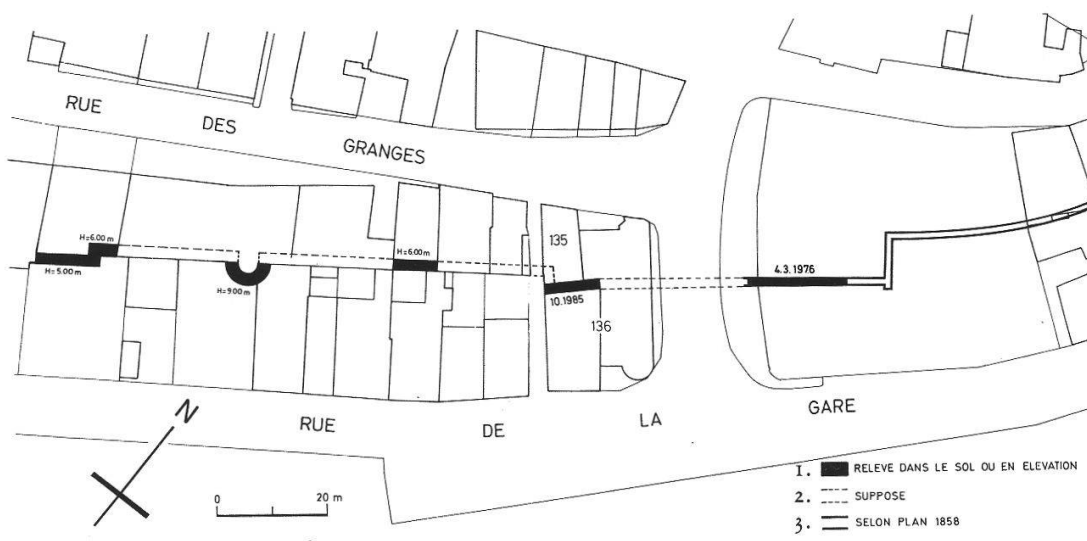 RUE DES GRANGES
H=6.00 m
H=5.00 m
H=9.00 m
H=6.00 m
135
10.1985
136
4.3.1976
RUE DE LA GARE
N
0 20 m
1. RELEVE DANS LE SOL OU EN ELEVATION
2. SUPPOSE
3. SELON PLAN 1858